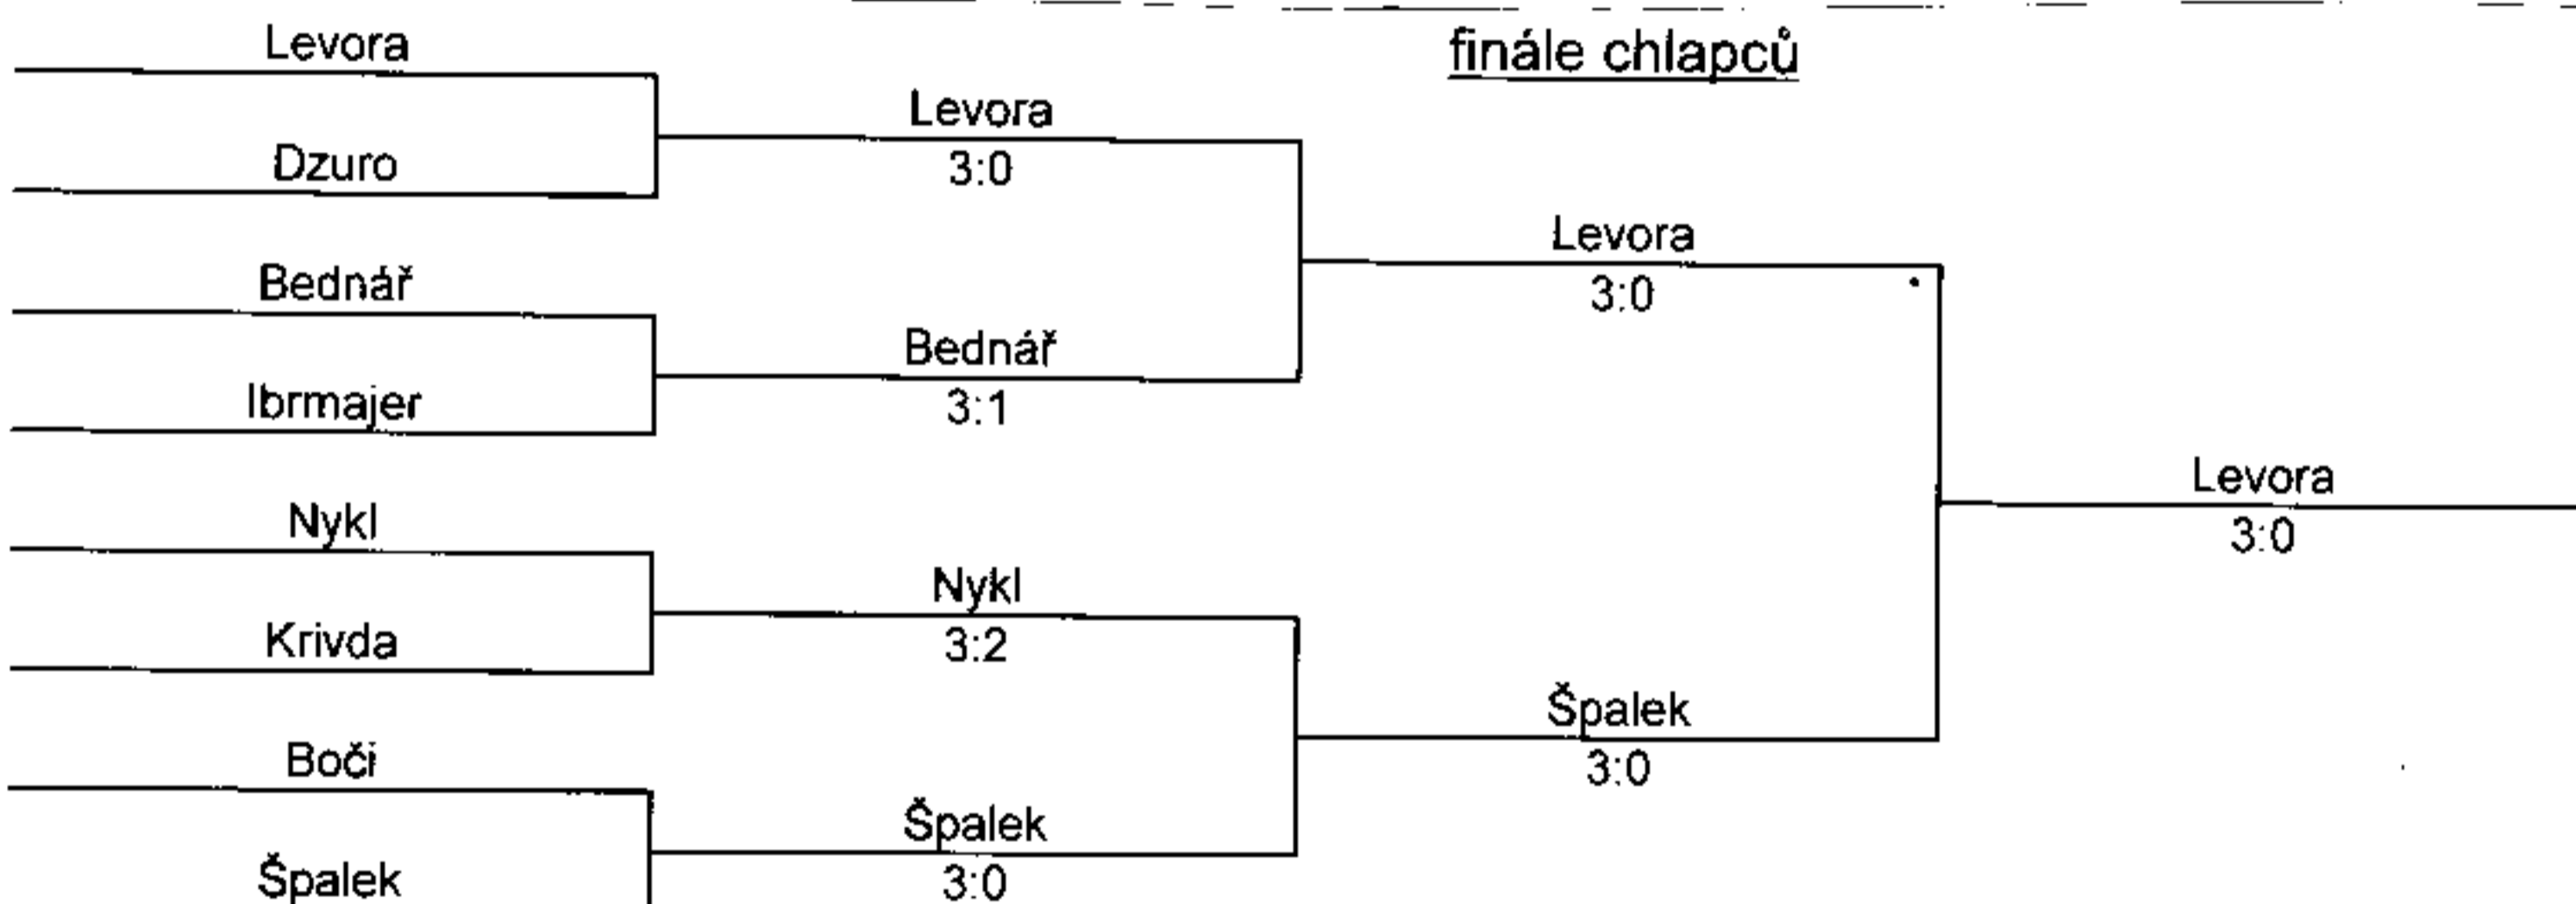 finále chlapců
Levora
Dzuro
Bednář
Ibrmajer
Nykl
Krivda
Boči
Špalek
Levora
3:0
Bednář
3:1
Nykl
3:2
Špalek
3:0
Levora
3:0
Špalek
3:0
Levora
3:0